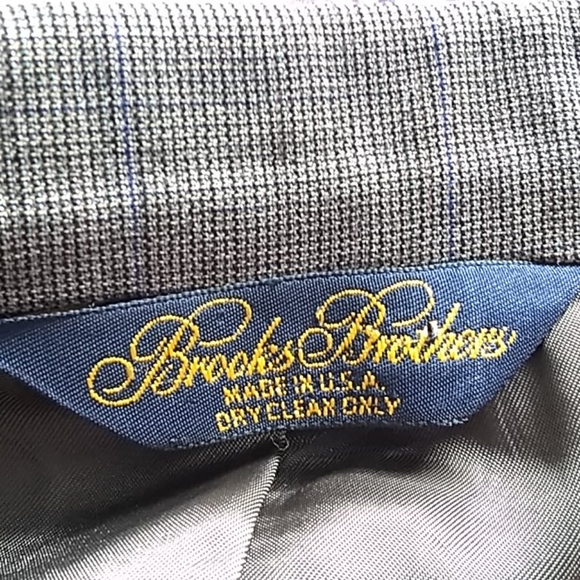 Brooks Brothers
MADE IN U.S.A.
DRY CLEAN ONLY